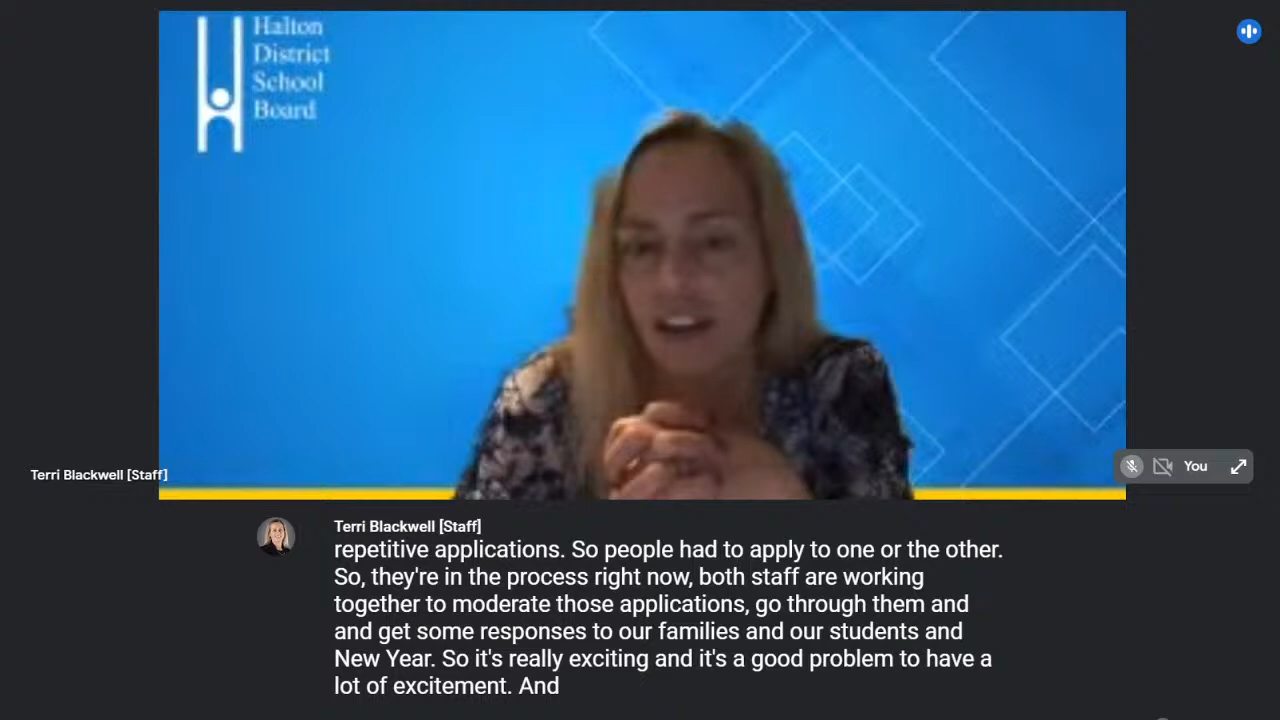 Halton
District
School
Board
Terri Blackwell [Staff]
You
Terri Blackwell [Staff]
repetitive applications. So people had to apply to one or the other.
So, they're in the process right now, both staff are working
together to moderate those applications, go through them and
and get some responses to our families and our students and
New Year. So it's really exciting and it's a good problem to have a
lot of excitement. And